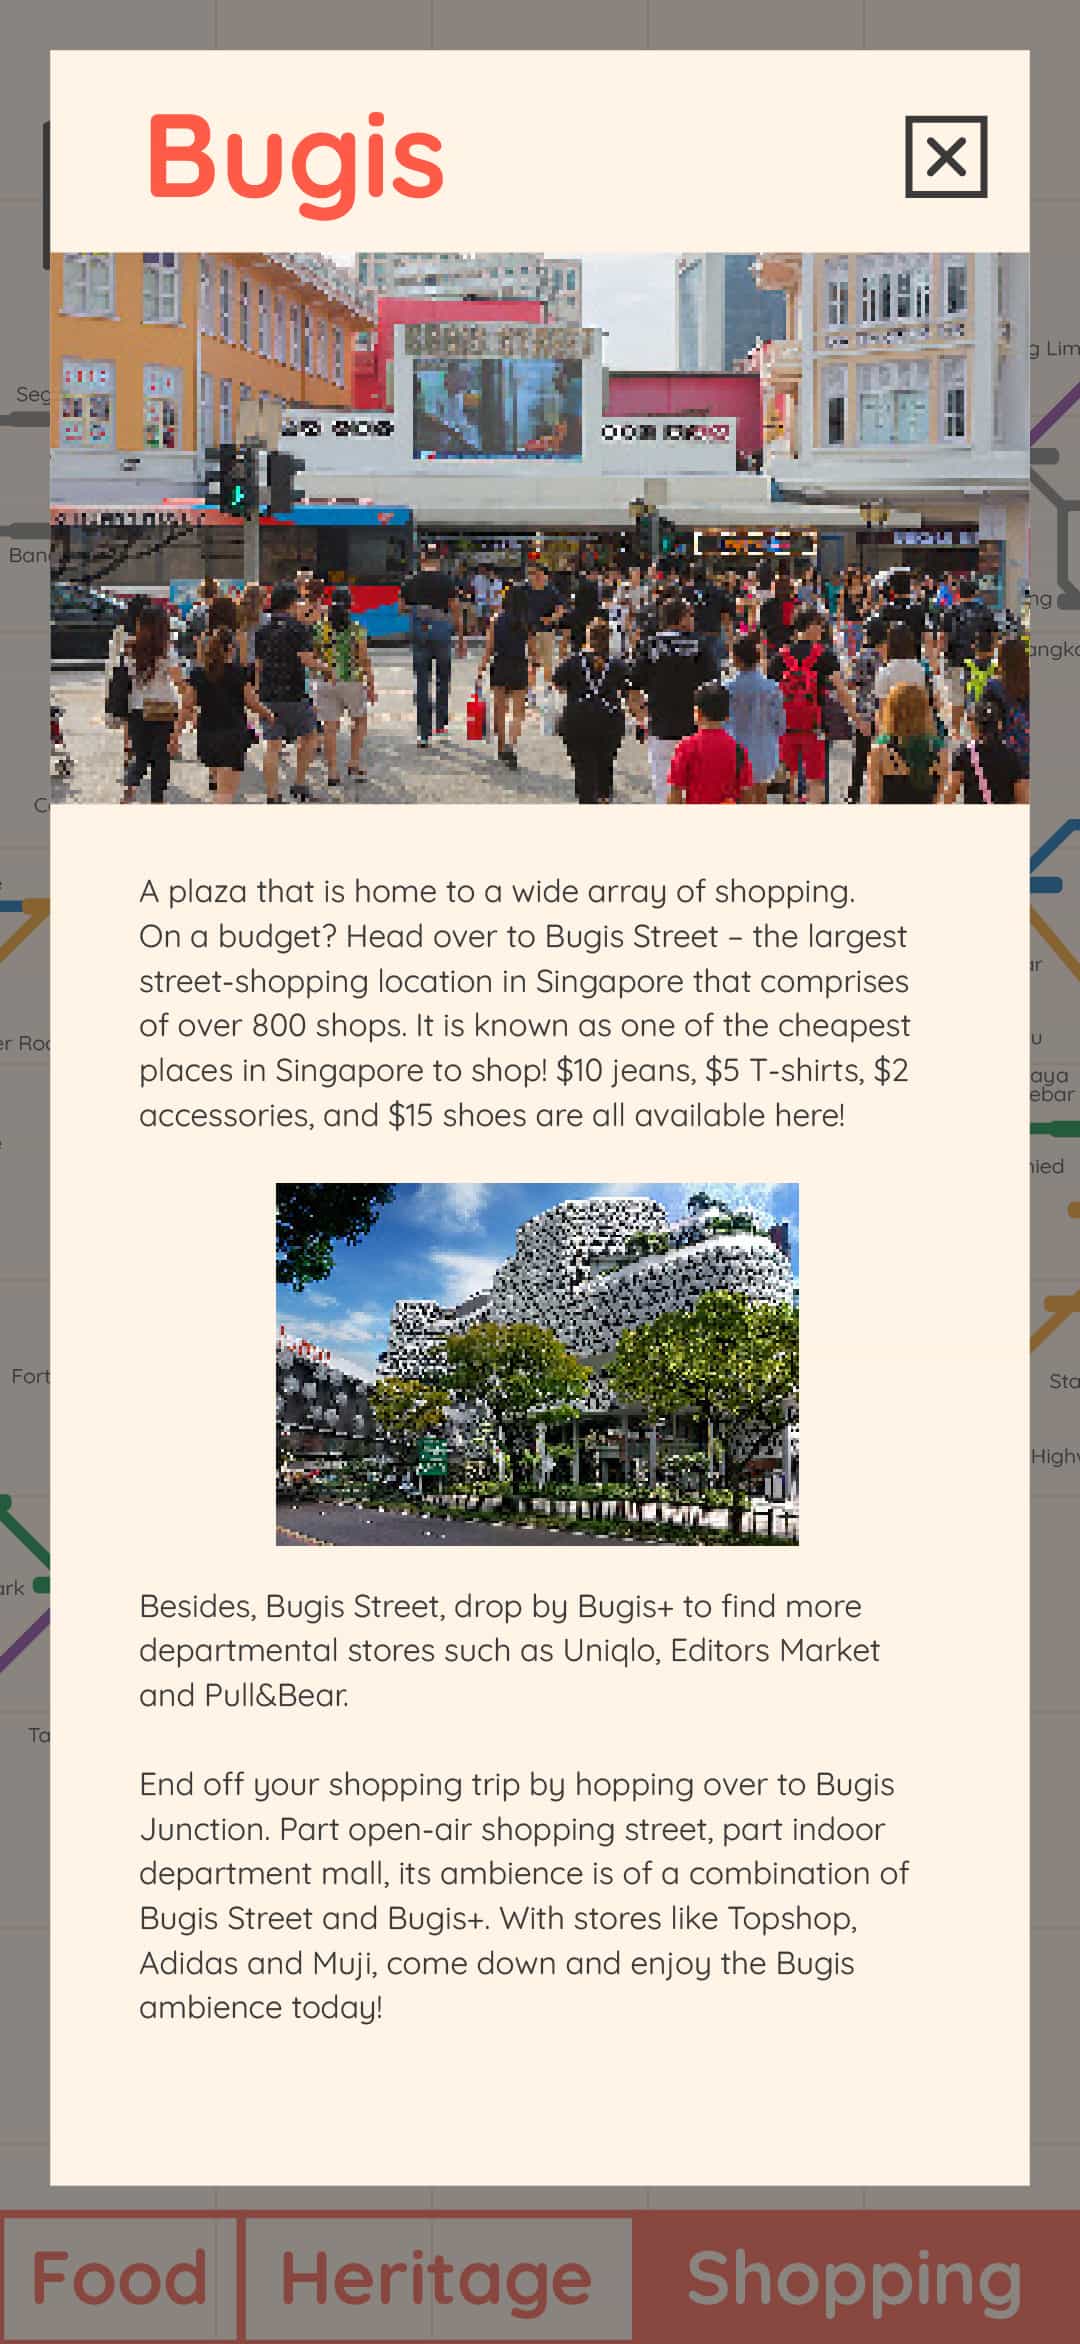 Bugis
A plaza that is home to a wide array of shopping.
On a budget? Head over to Bugis Street – the largest
street-shopping location in Singapore that comprises
of over 800 shops. It is known as one of the cheapest
places in Singapore to shop! $10 jeans, $5 T-shirts, $2
accessories, and $15 shoes are all available here!
Besides, Bugis Street, drop by Bugis+ to find more
departmental stores such as Uniqlo, Editors Market
and Pull&Bear.
End off your shopping trip by hopping over to Bugis
Junction. Part open-air shopping street, part indoor
department mall, its ambience is of a combination of
Bugis Street and Bugis+. With stores like Topshop,
Adidas and Muji, come down and enjoy the Bugis
ambience today!
Food Heritage Shopping